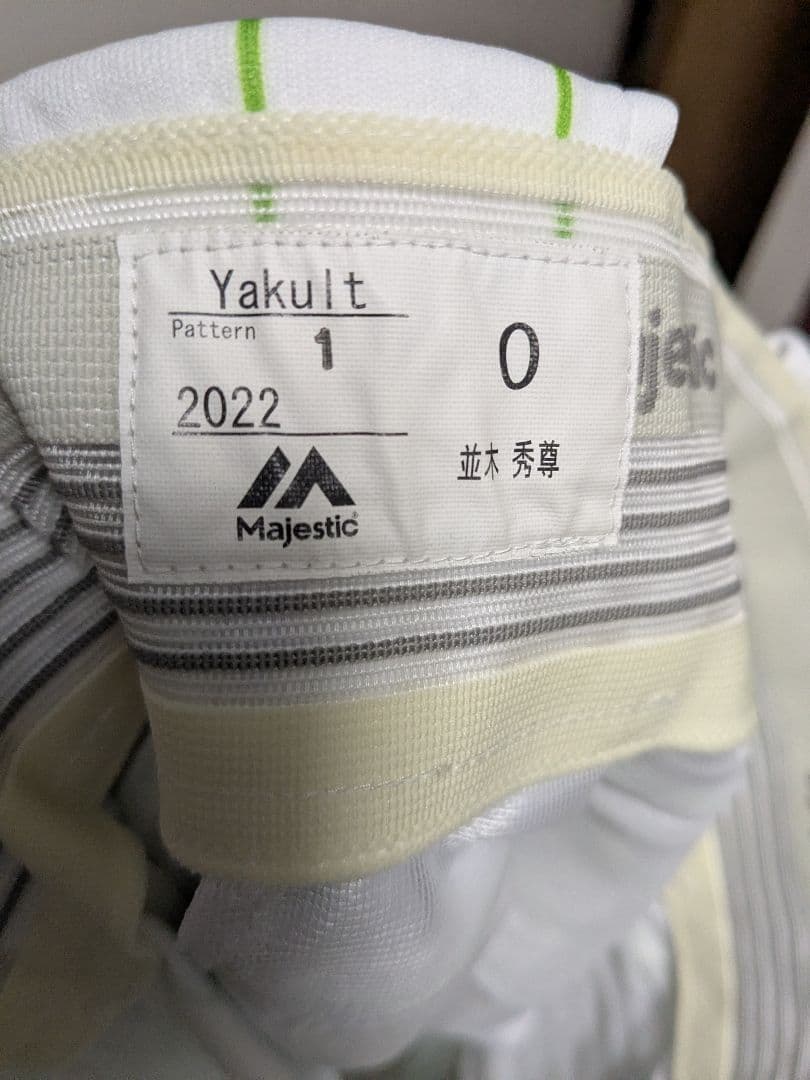 Yakult
Pattern 1
2022
Majestic
0
並木 秀尊